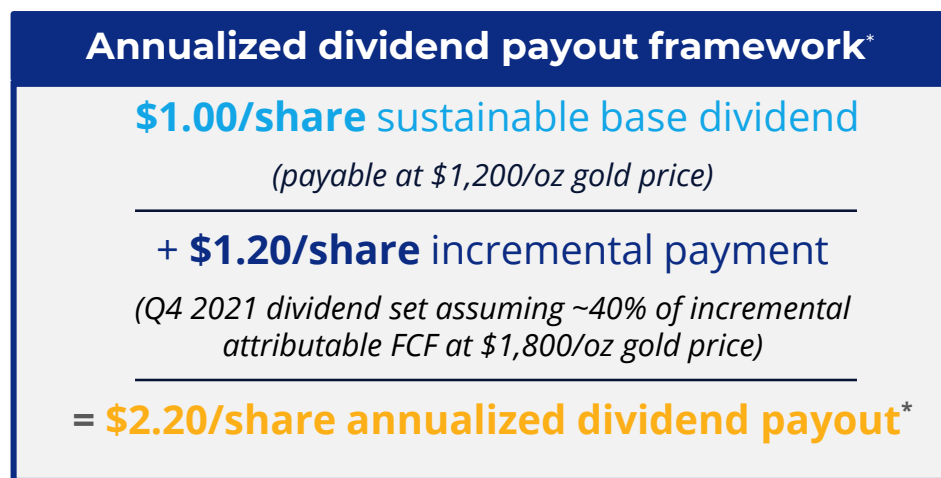 Annualized dividend payout framework*
$1.00/share sustainable base dividend
(payable at $1,200/oz gold price)
+ $1.20/share incremental payment
(Q4 2021 dividend set assuming ~40% of incremental
attributable FCF at $1,800/oz gold price)
= $2.20/share annualized dividend payout*